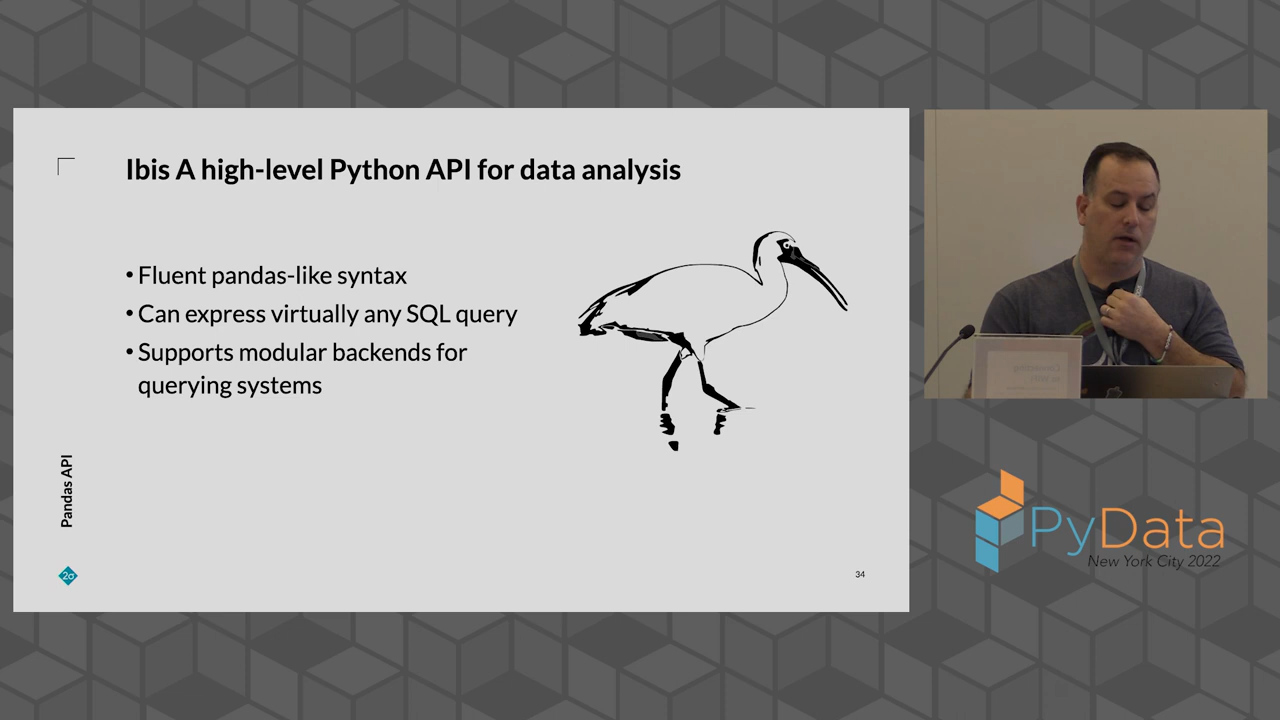 Ibis A high-level Python API for data analysis
• Fluent pandas-like syntax
• Can express virtually any SQL query
• Supports modular backends for
querying systems
Pandas API
2σ
34
PyData
New York City 2022